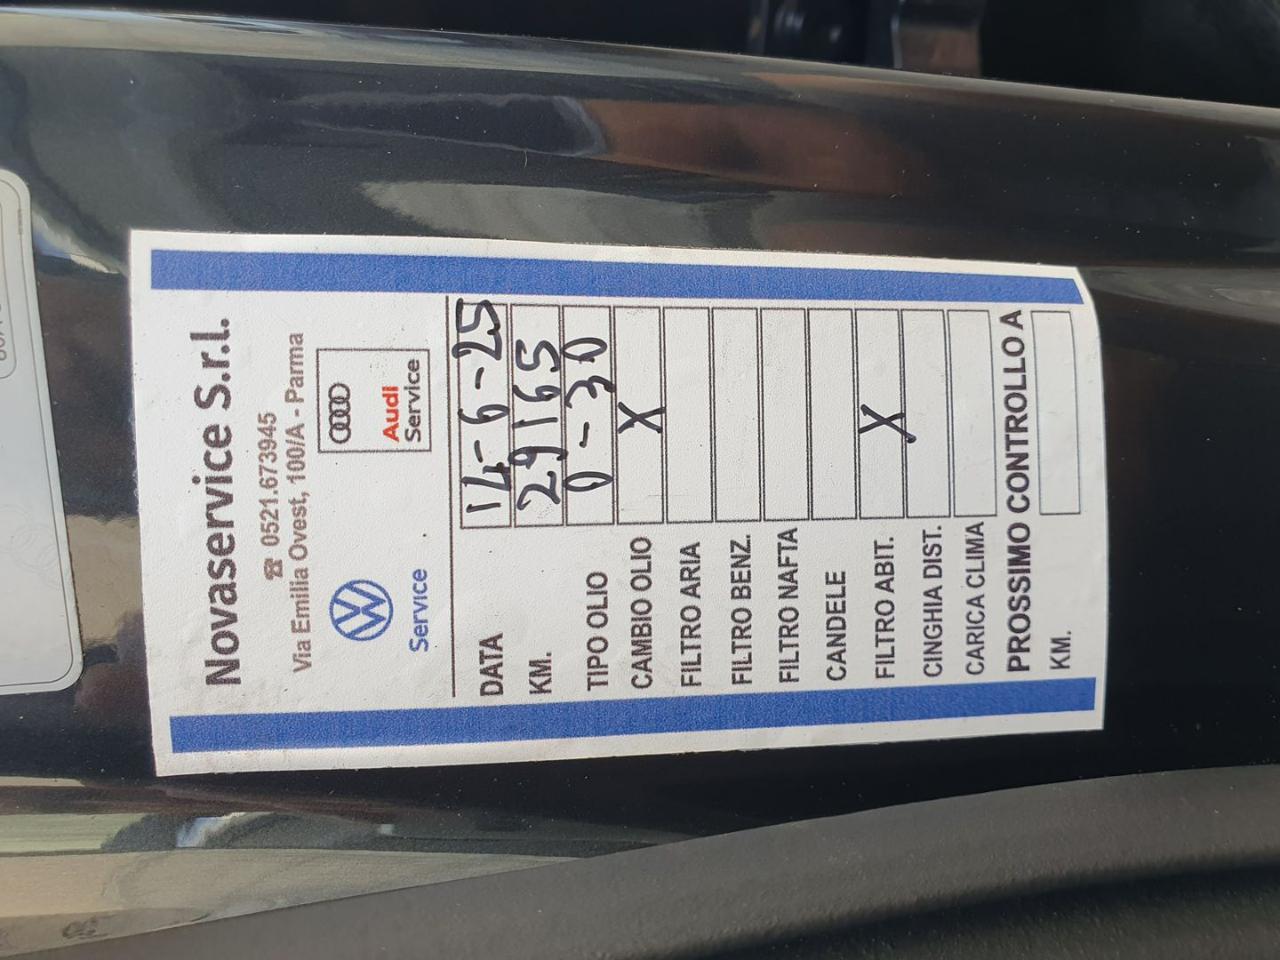 Novaservice S.r.l.
☎ 0521.673945
Via Emilia Ovest, 100/A - Parma
Service
Audi
Service
DATA 14-6-25
KM. 29165
TIPO OLIO 0-30
CAMBIO OLIO X
FILTRO ARIA
FILTRO BENZ.
FILTRO NAFTA
CANDELE
FILTRO ABIT. X
CINGHIA DIST.
CARICA CLIMA
PROSSIMO CONTROLLO A
KM.